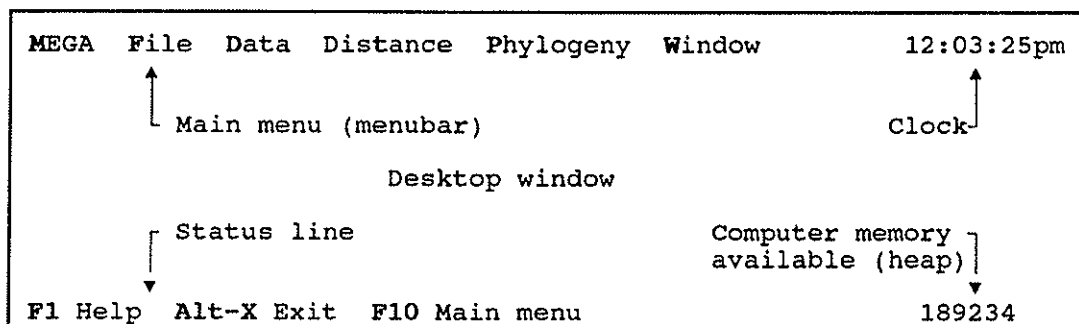 MEGA File Data Distance Phylogeny Window 12:03:25pm
Main menu (menubar) Clock
Desktop window
Status line Computer memory
available (heap)
F1 Help Alt-X Exit F10 Main menu 189234